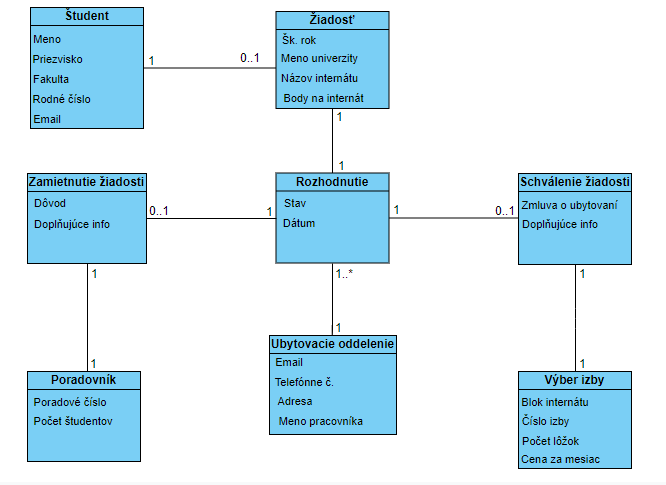 Študent
Meno
Priezvisko
Fakulta
Rodné číslo
Email
1
0..1
Žiadosť
Šk. rok
Meno univerzity
Názov internátu
Body na internát
1
1
Zamietnutie žiadosti
Dôvod
Doplňujúce info
0..1
1
Rozhodnutie
Stav
Dátum
1
0..1
Schválenie žiadosti
Zmluva o ubytovaní
Doplňujúce info
1
1
1..*
1
1
1
Poradovník
Poradové číslo
Počet študentov
Ubytovacie oddelenie
Email
Telefónne č.
Adresa
Meno pracovníka
Výber izby
Blok internátu
Číslo izby
Počet lôžok
Cena za mesiac